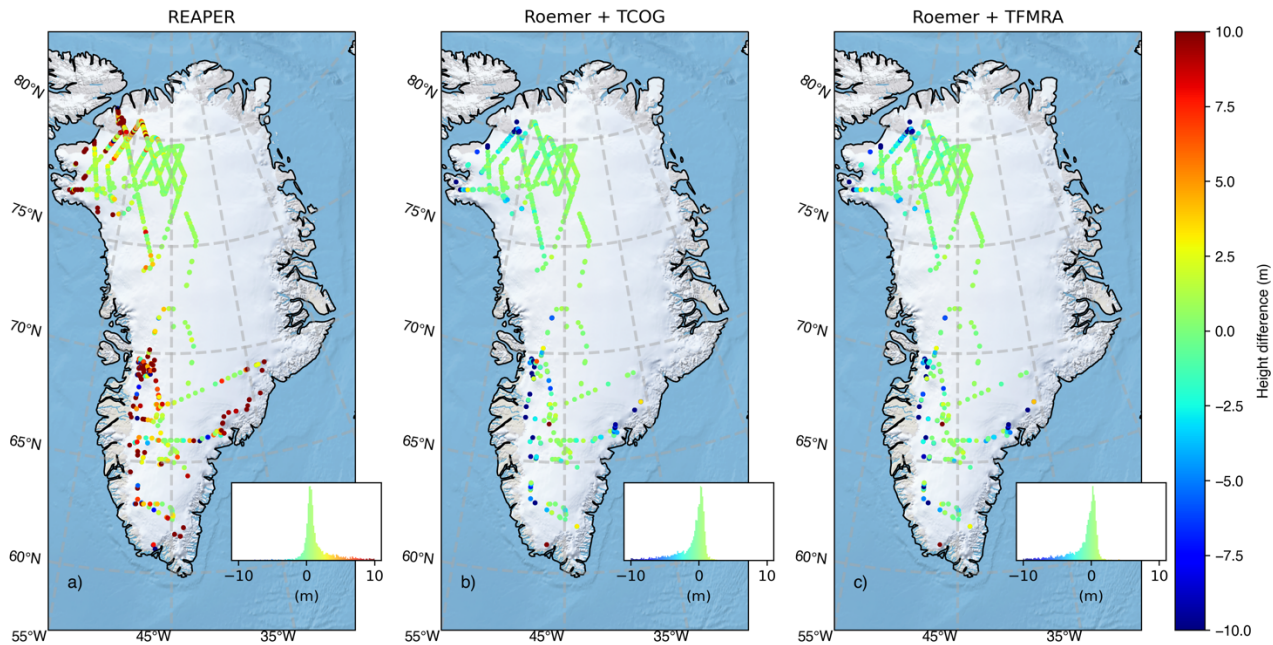 REAPER
Roemer + TCOG
Roemer + TFMRA
80°N
75°N
70°N
65°N
60°N
55°W
45°W
35°W
a)
−10
0
10
(m)
80°N
75°N
70°N
65°N
60°N
55°W
45°W
35°W
b)
−10
0
10
(m)
80°N
75°N
70°N
65°N
60°N
55°W
45°W
35°W
c)
−10
0
10
(m)
10.0
7.5
5.0
2.5
0.0
−2.5
−5.0
−7.5
−10.0
Height difference (m)